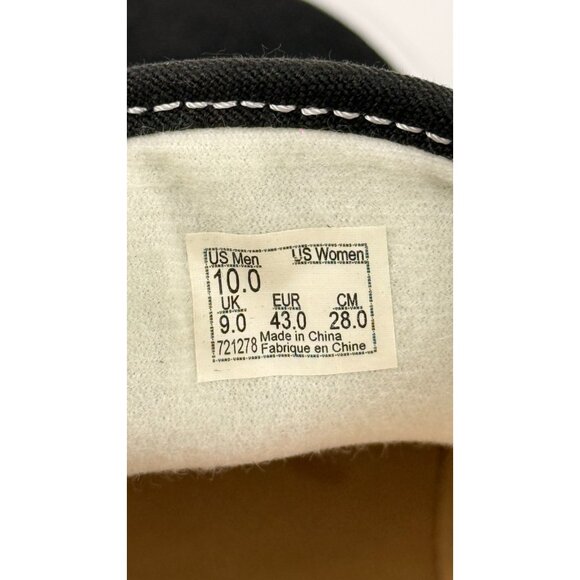 US Men US Women
10.0
UK EUR CM
9.0 43.0 28.0
721278 Made in China
Fabrique en Chine